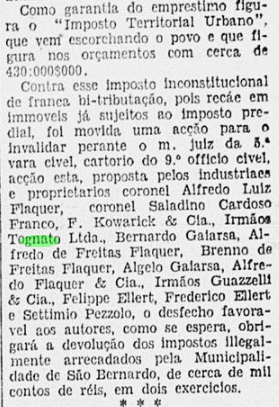 Como garantia do emprestimo figu-
ra o "Imposto Territorial Urbano",
que vem escorchando o povo e que fi-
gura nos orçamentos com cerca de
430:000$000.
Contra esse imposto inconstitucional
de franca bi-tributação, pois recáe em
immoveis já sujeitos ao imposto pre-
dial, foi movida uma acção para o
invalidar perante o m. juiz da 5.ª
vara civel, cartorio do 9.º officio civel,
acção esta, proposta pelos industriaes
e proprietarios coronel Alfredo Luiz
Flaquer, coronel Saladino Cardoso
Franco, F. Kowarick & Cia., Irmãos
Tognato Ltda., Bernardo Gaiarsa, Al-
fredo de Freitas Flaquer, Brenno de
Freitas Flaquer, Algelo Gaiarsa, Alfre-
do Flaquer & Cia., Irmãos Guazzelli
& Cia., Felippe Ellert, Frederico Ellert
e Settimio Pezzolo, o desfecho favora-
vel aos autores, como se espera, obri-
gará a devolução dos impostos illegal-
mente arrecadados pela Municipali-
dade de São Bernardo, de cerca de mil
contos de réis, em dois exercicios.
* * *